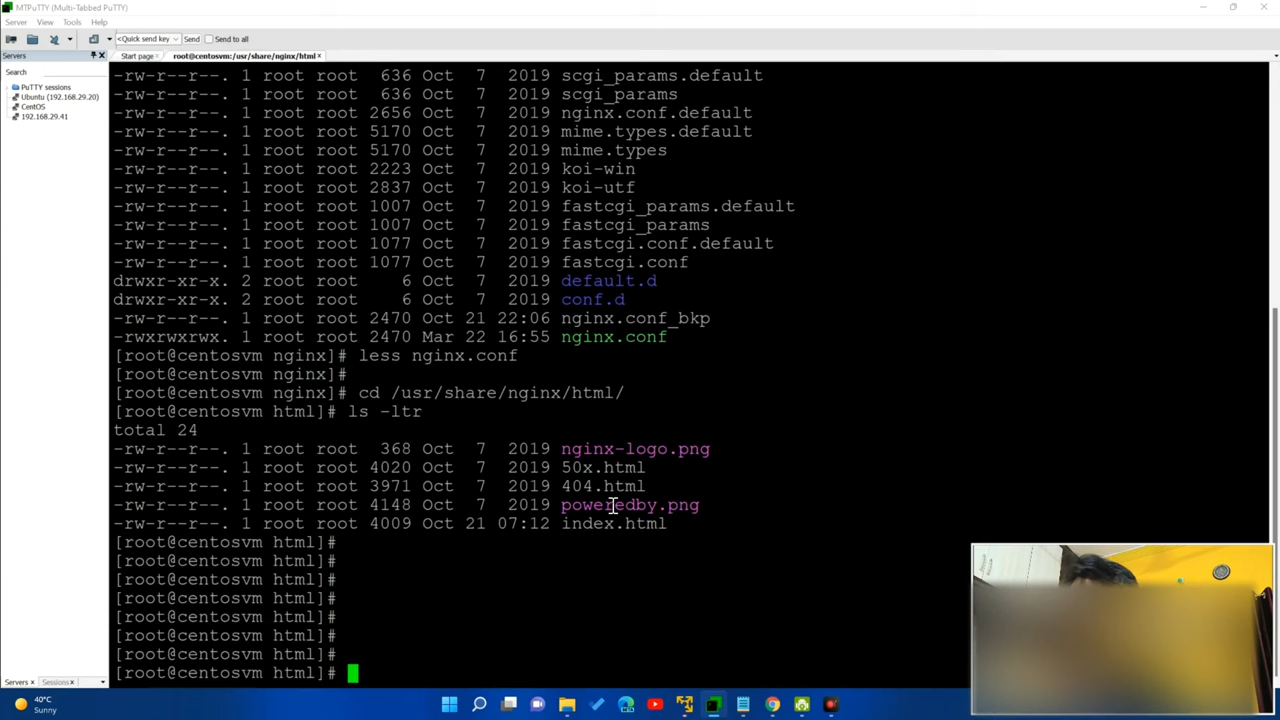 MTPuTTY (Multi-Tabbed PuTTY)
Server View Tools Help
<Quick send key> Send Send to all
Servers
Start page
root@centosvm:/usr/share/nginx/html
Search
PuTTY sessions
Ubuntu (192.168.29.20)
CentOS
192.168.29.41
-rw-r--r--. 1 root root 636 Oct 7 2019 scgi_params.default
-rw-r--r--. 1 root root 636 Oct 7 2019 scgi_params
-rw-r--r--. 1 root root 2656 Oct 7 2019 nginx.conf.default
-rw-r--r--. 1 root root 5170 Oct 7 2019 mime.types.default
-rw-r--r--. 1 root root 5170 Oct 7 2019 mime.types
-rw-r--r--. 1 root root 2223 Oct 7 2019 koi-win
-rw-r--r--. 1 root root 2837 Oct 7 2019 koi-utf
-rw-r--r--. 1 root root 1007 Oct 7 2019 fastcgi_params.default
-rw-r--r--. 1 root root 1007 Oct 7 2019 fastcgi_params
-rw-r--r--. 1 root root 1077 Oct 7 2019 fastcgi.conf.default
-rw-r--r--. 1 root root 1077 Oct 7 2019 fastcgi.conf
drwxr-xr-x. 2 root root 6 Oct 7 2019 default.d
drwxr-xr-x. 2 root root 6 Oct 7 2019 conf.d
-rw-r--r--. 1 root root 2470 Oct 21 22:06 nginx.conf_bkp
-rwxrwxrwx. 1 root root 2470 Mar 22 16:55 nginx.conf
[root@centosvm nginx]# less nginx.conf
[root@centosvm nginx]#
[root@centosvm nginx]# cd /usr/share/nginx/html/
[root@centosvm html]# ls -ltr
total 24
-rw-r--r--. 1 root root 368 Oct 7 2019 nginx-logo.png
-rw-r--r--. 1 root root 4020 Oct 7 2019 50x.html
-rw-r--r--. 1 root root 3971 Oct 7 2019 404.html
-rw-r--r--. 1 root root 4148 Oct 7 2019 poweredby.png
-rw-r--r--. 1 root root 4009 Oct 21 07:12 index.html
[root@centosvm html]#
[root@centosvm html]#
[root@centosvm html]#
[root@centosvm html]#
[root@centosvm html]#
[root@centosvm html]#
[root@centosvm html]#
[root@centosvm html]#
Servers Sessions
40°C
Sunny